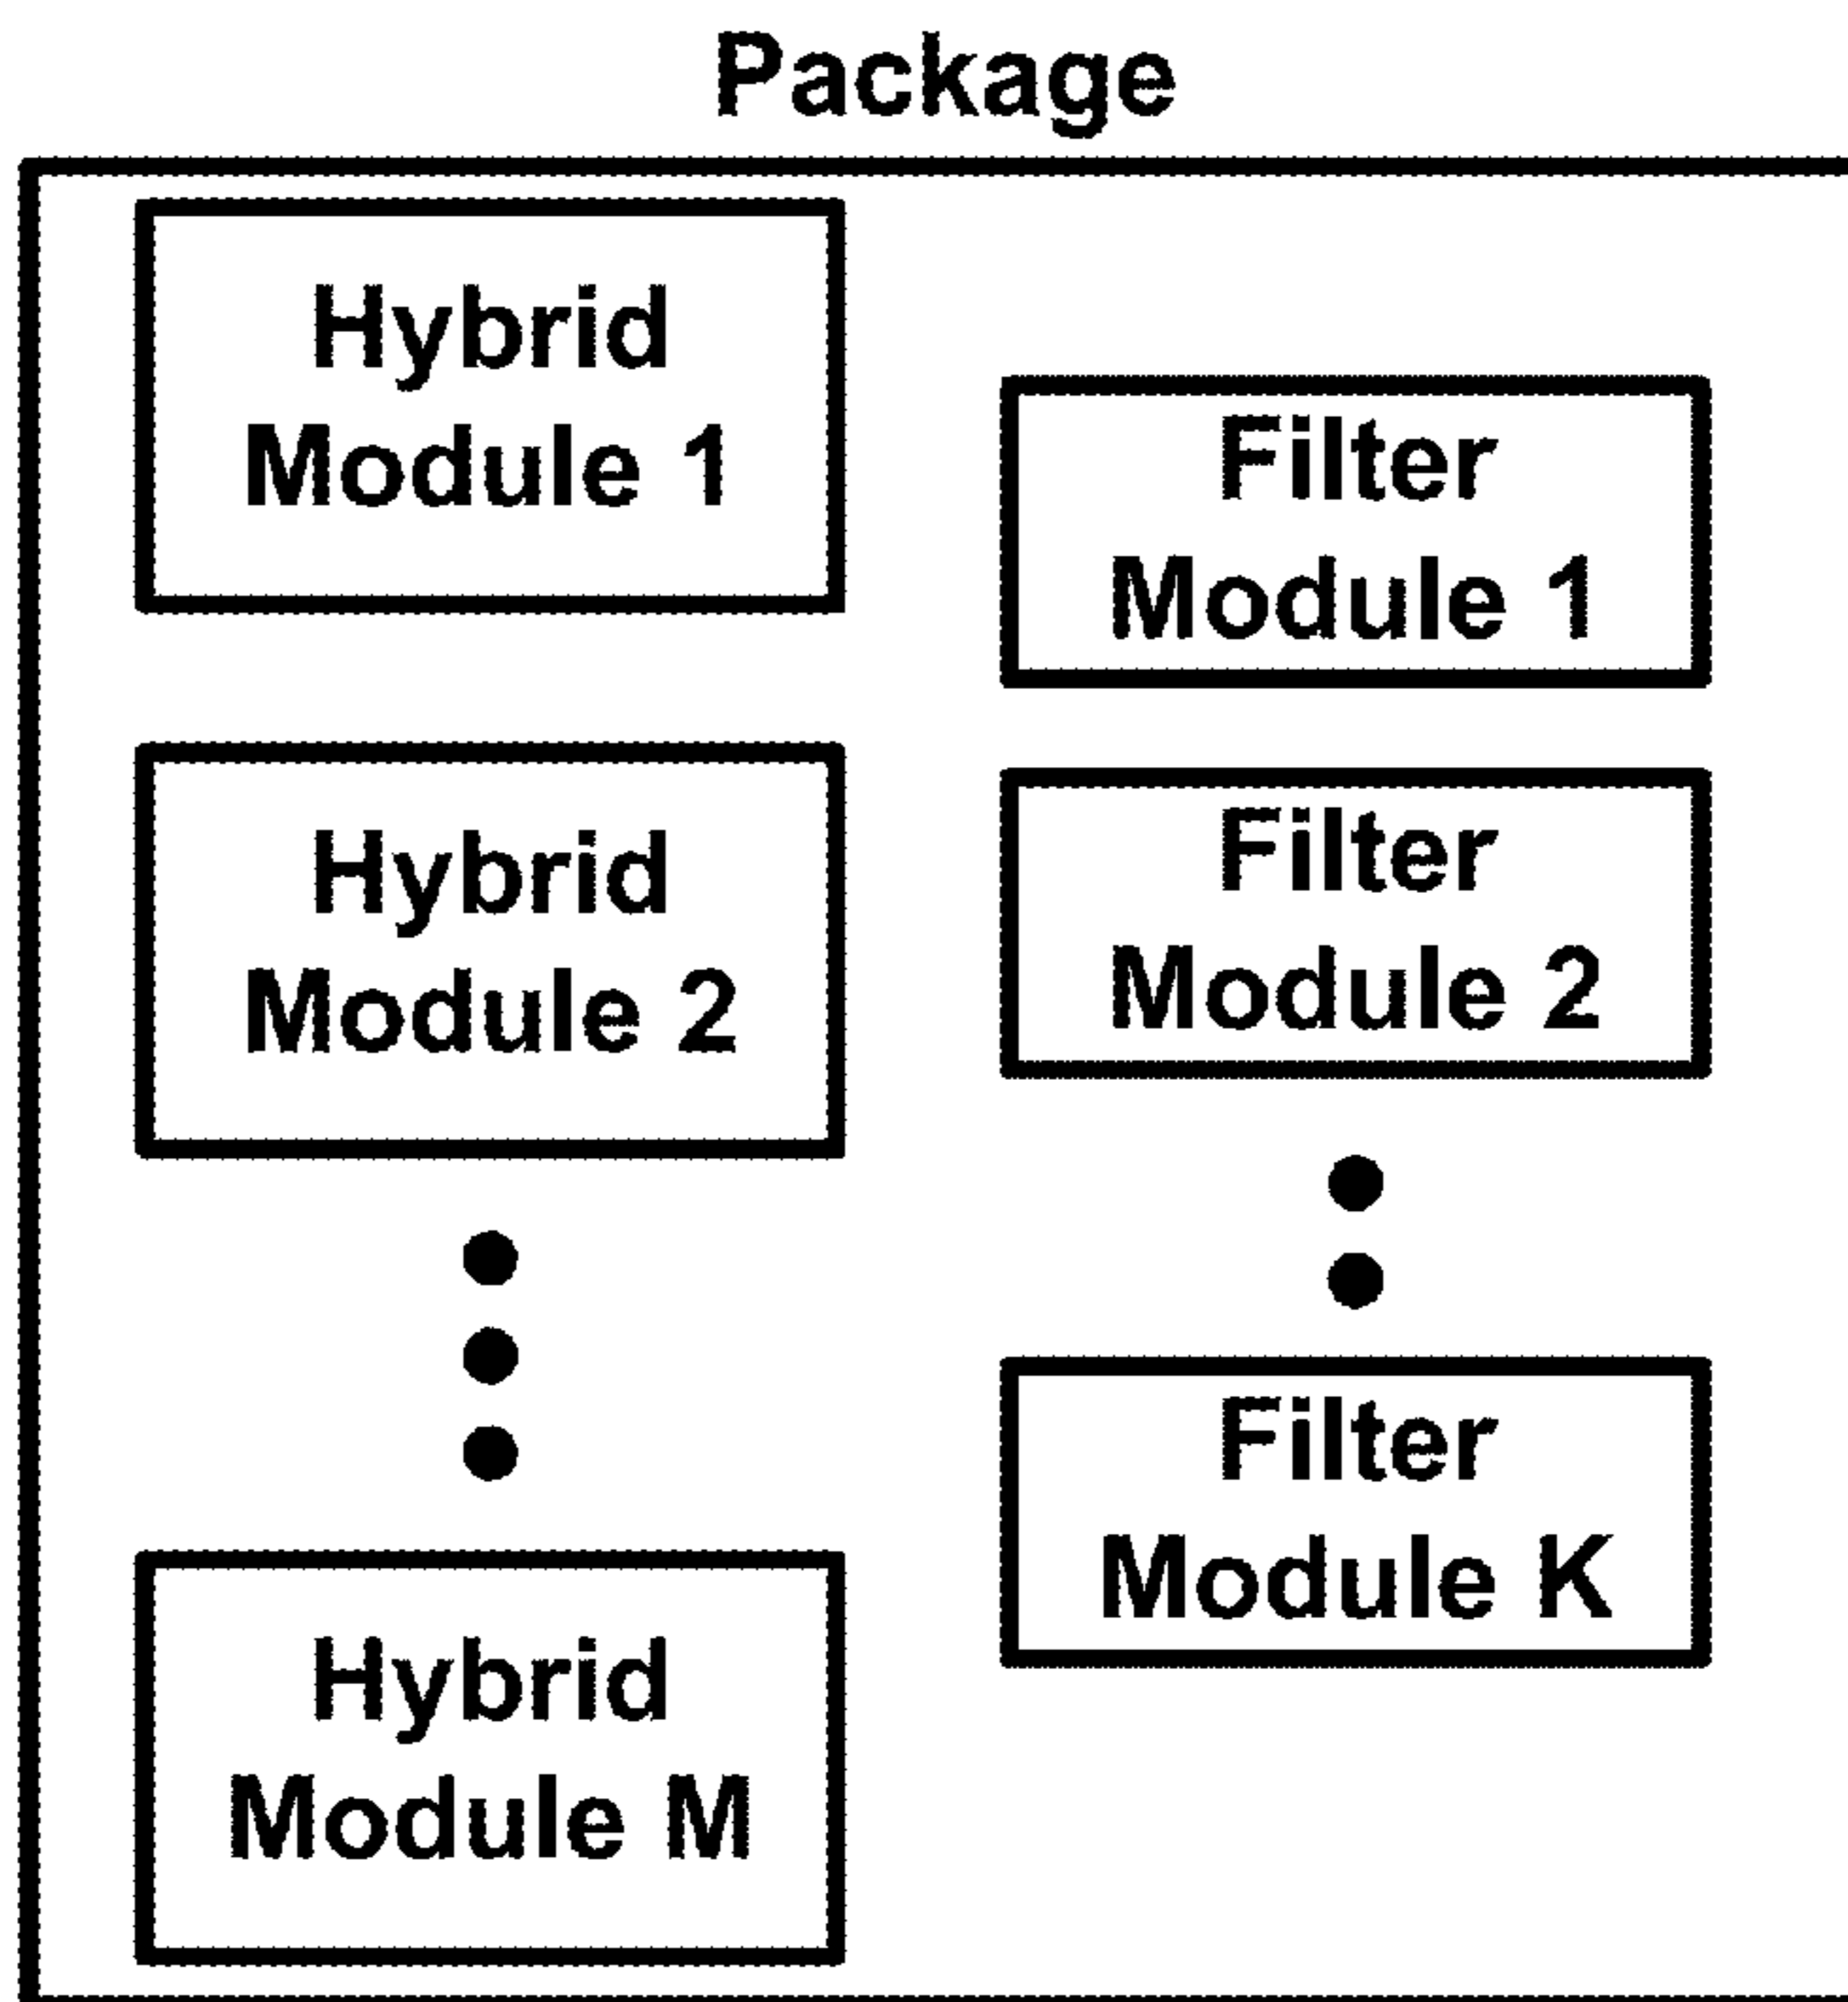 Package
Hybrid
Module 1
Hybrid
Module 2
Hybrid
Module M
Filter
Module 1
Filter
Module 2
Filter
Module K